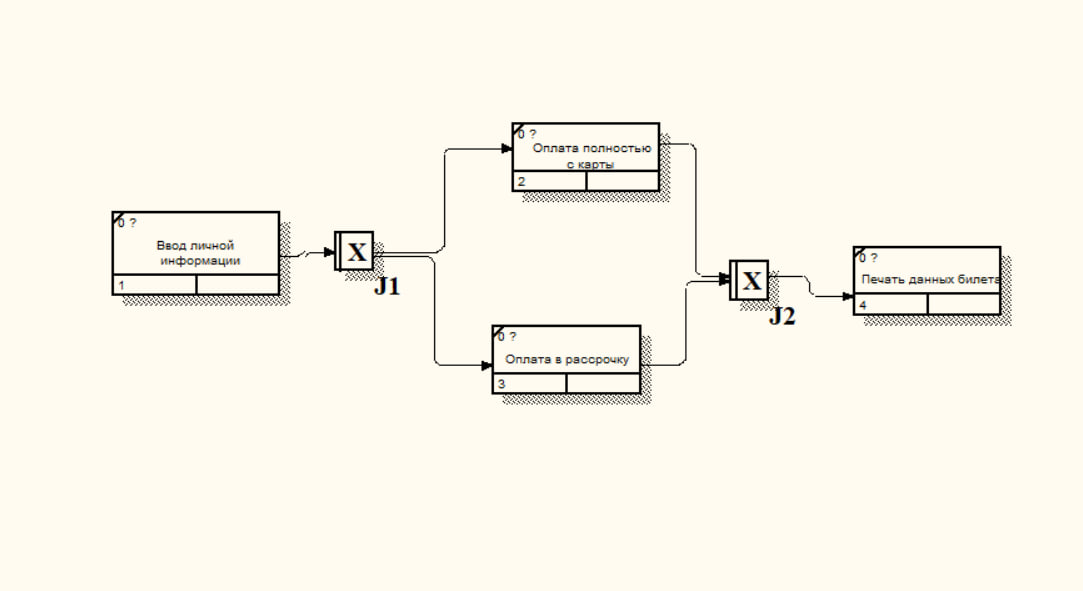 0 ?
Ввод личной
информации
1
X
J1
0 ?
Оплата полностью
с карты
2
0 ?
Оплата в рассрочку
3
X
J2
0 ?
Печать данных билета
4